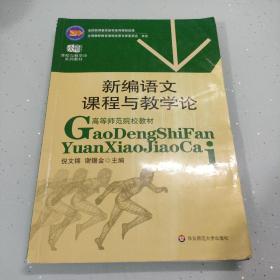 新编语文
课程与教学论
高等师范院校教材
GaoDengShiFan
YuanXiaoJiaoCai
倪文锦 谢锡金◎主编
华东师范大学出版社